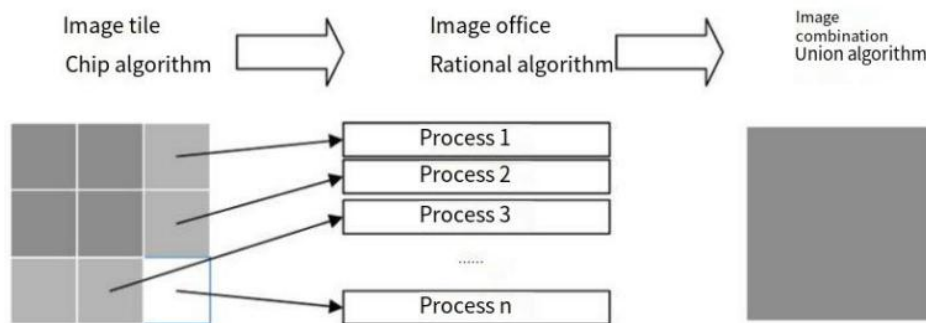 Image tile
Chip algorithm
Image office
Rational algorithm
Image
combination
Union algorithm
Process 1
Process 2
Process 3
......
Process n